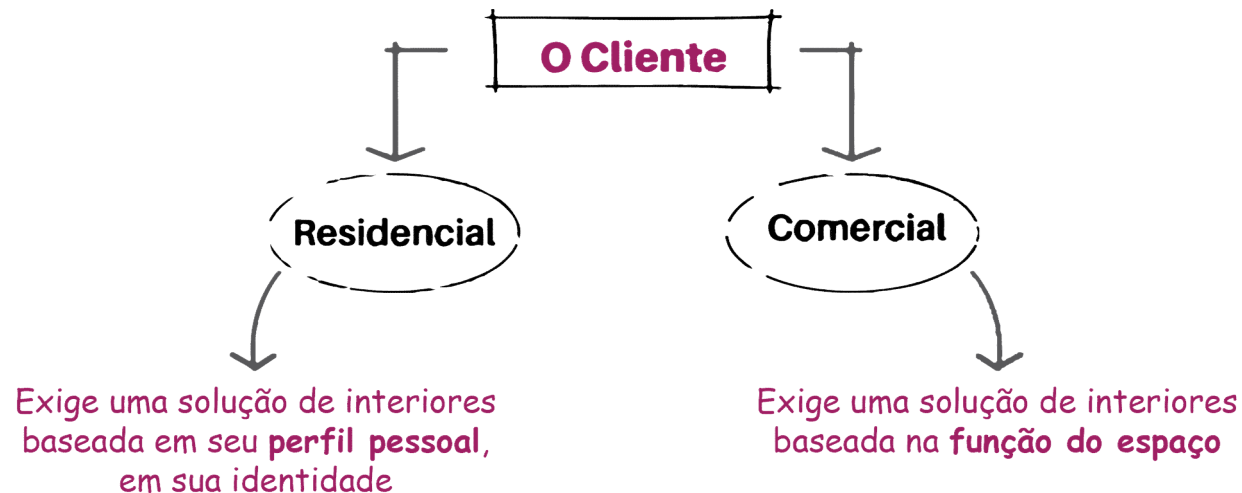 O Cliente
Residencial
Comercial
Exige uma solução de interiores
baseada em seu perfil pessoal,
em sua identidade
Exige uma solução de interiores
baseada na função do espaço